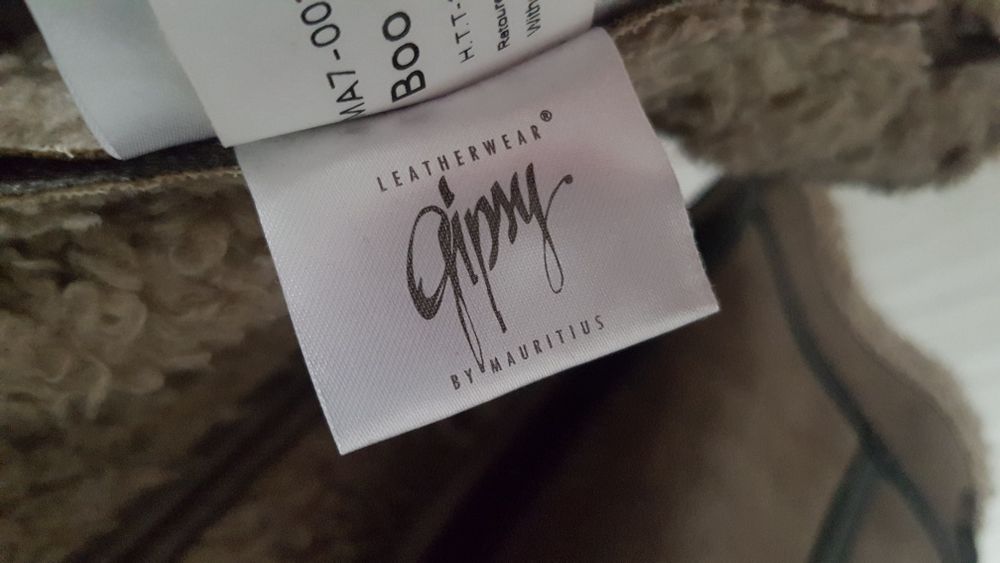 MA7-00
Boo
H.T.T-
Retour
With
LEATHERWEAR®
gipsy
BY MAURITIUS